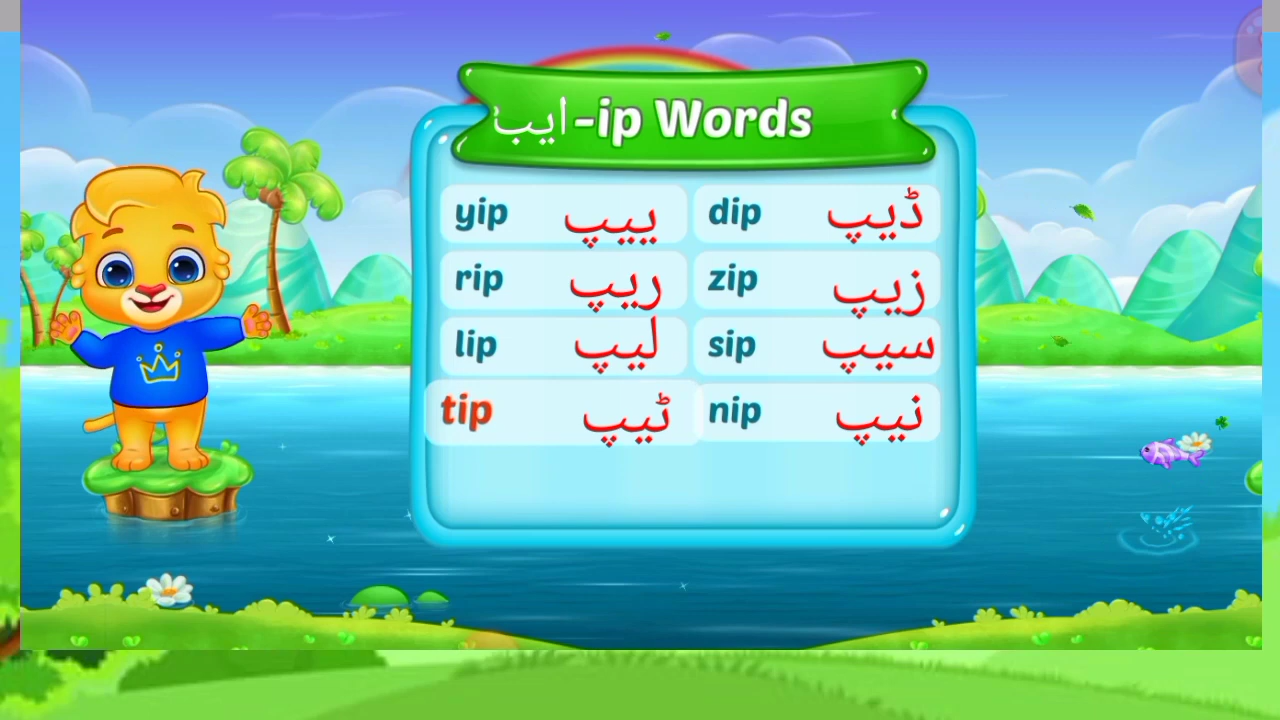 ایب -ip Words
yip ییپ dip ڈیپ
rip ریپ zip زیپ
lip لیپ sip سیپ
tip ٹیپ nip نیپ